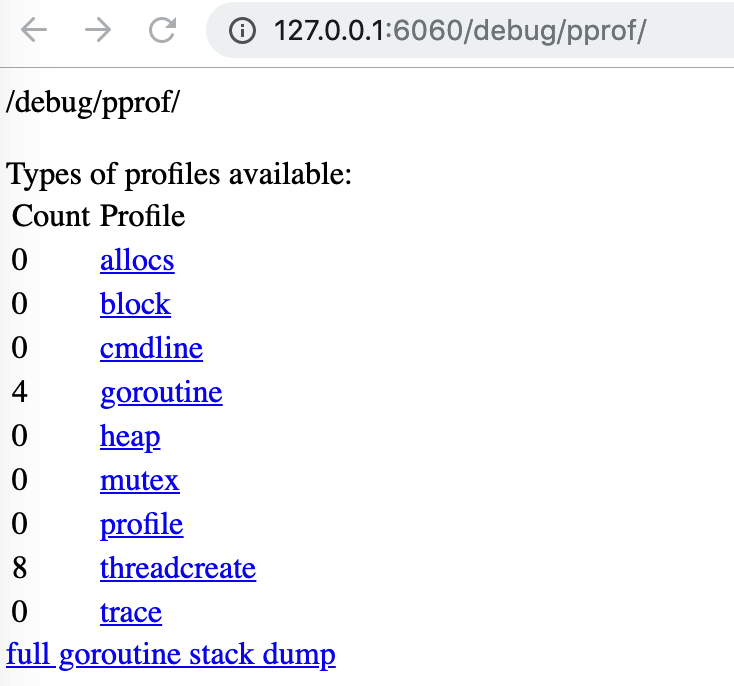 127.0.0.1:6060/debug/pprof/
/debug/pprof/
Types of profiles available:
Count Profile
0 allocs
0 block
0 cmdline
4 goroutine
0 heap
0 mutex
0 profile
8 threadcreate
0 trace
full goroutine stack dump